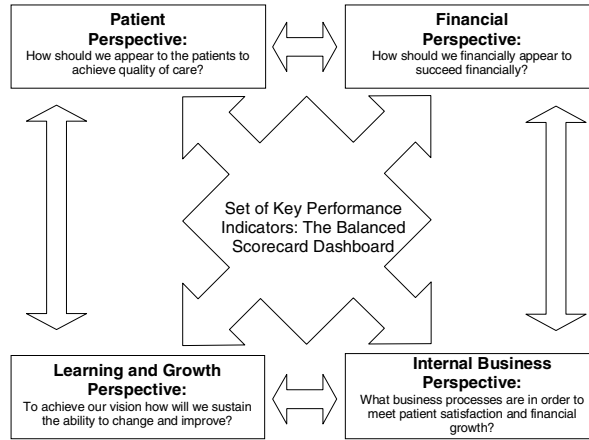 Patient
Perspective:
How should we appear to the patients to
achieve quality of care?
Financial
Perspective:
How should we financially appear to
succeed financially?
Set of Key Performance
Indicators: The Balanced
Scorecard Dashboard
Learning and Growth
Perspective:
To achieve our vision how will we sustain
the ability to change and improve?
Internal Business
Perspective:
What business processes are in order to
meet patient satisfaction and financial
growth?